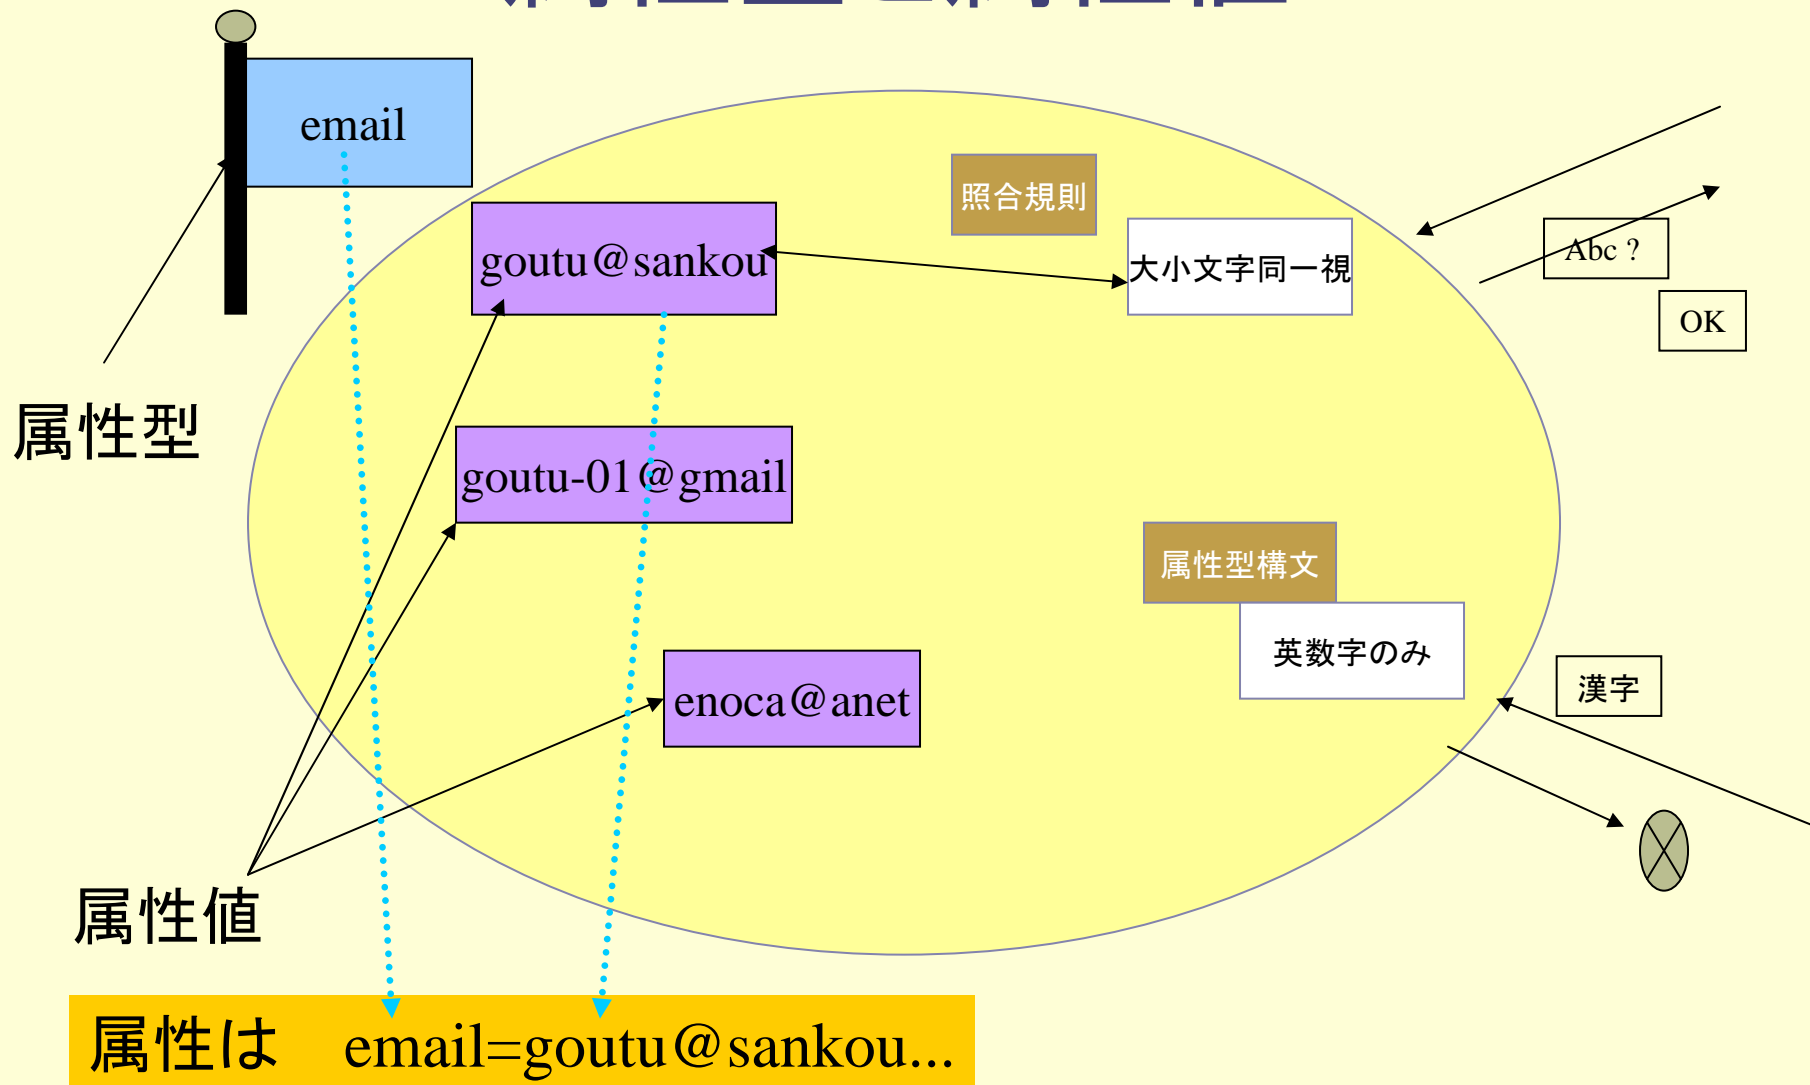 email
照合規則
goutu@sankou
大小文字同一視
Abc ?
OK
属性型
goutu-01@gmail
属性型構文
英数字のみ
enoca@anet
漢字
属性値
属性は email=goutu@sankou...